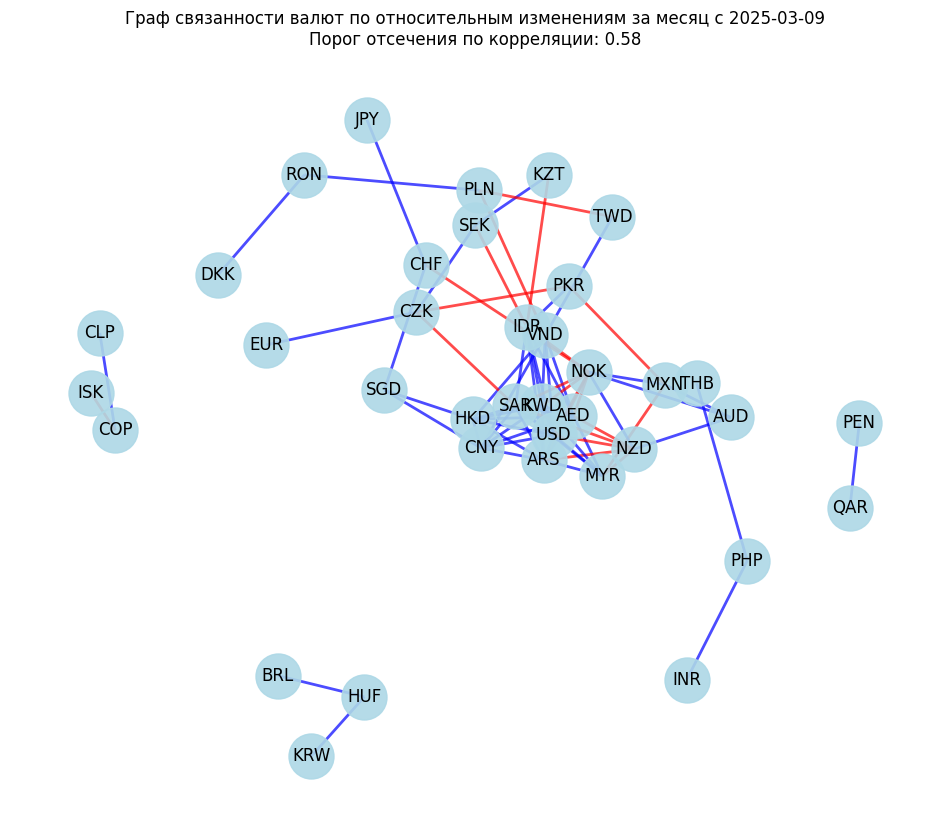 Граф связанности валют по относительным изменениям за месяц с 2025-03-09
Порог отсечения по корреляции: 0.58
JPY
RON
PLN
KZT
TWD
SEK
CHF
DKK
PKR
CZK
IDR
VND
CLP
EUR
NOK
MXN
THB
SGD
ISK
SAR
KWD
AED
HKD
AUD
PEN
COP
USD
CNY
NZD
ARS
MYR
QAR
PHP
BRL
INR
HUF
KRW